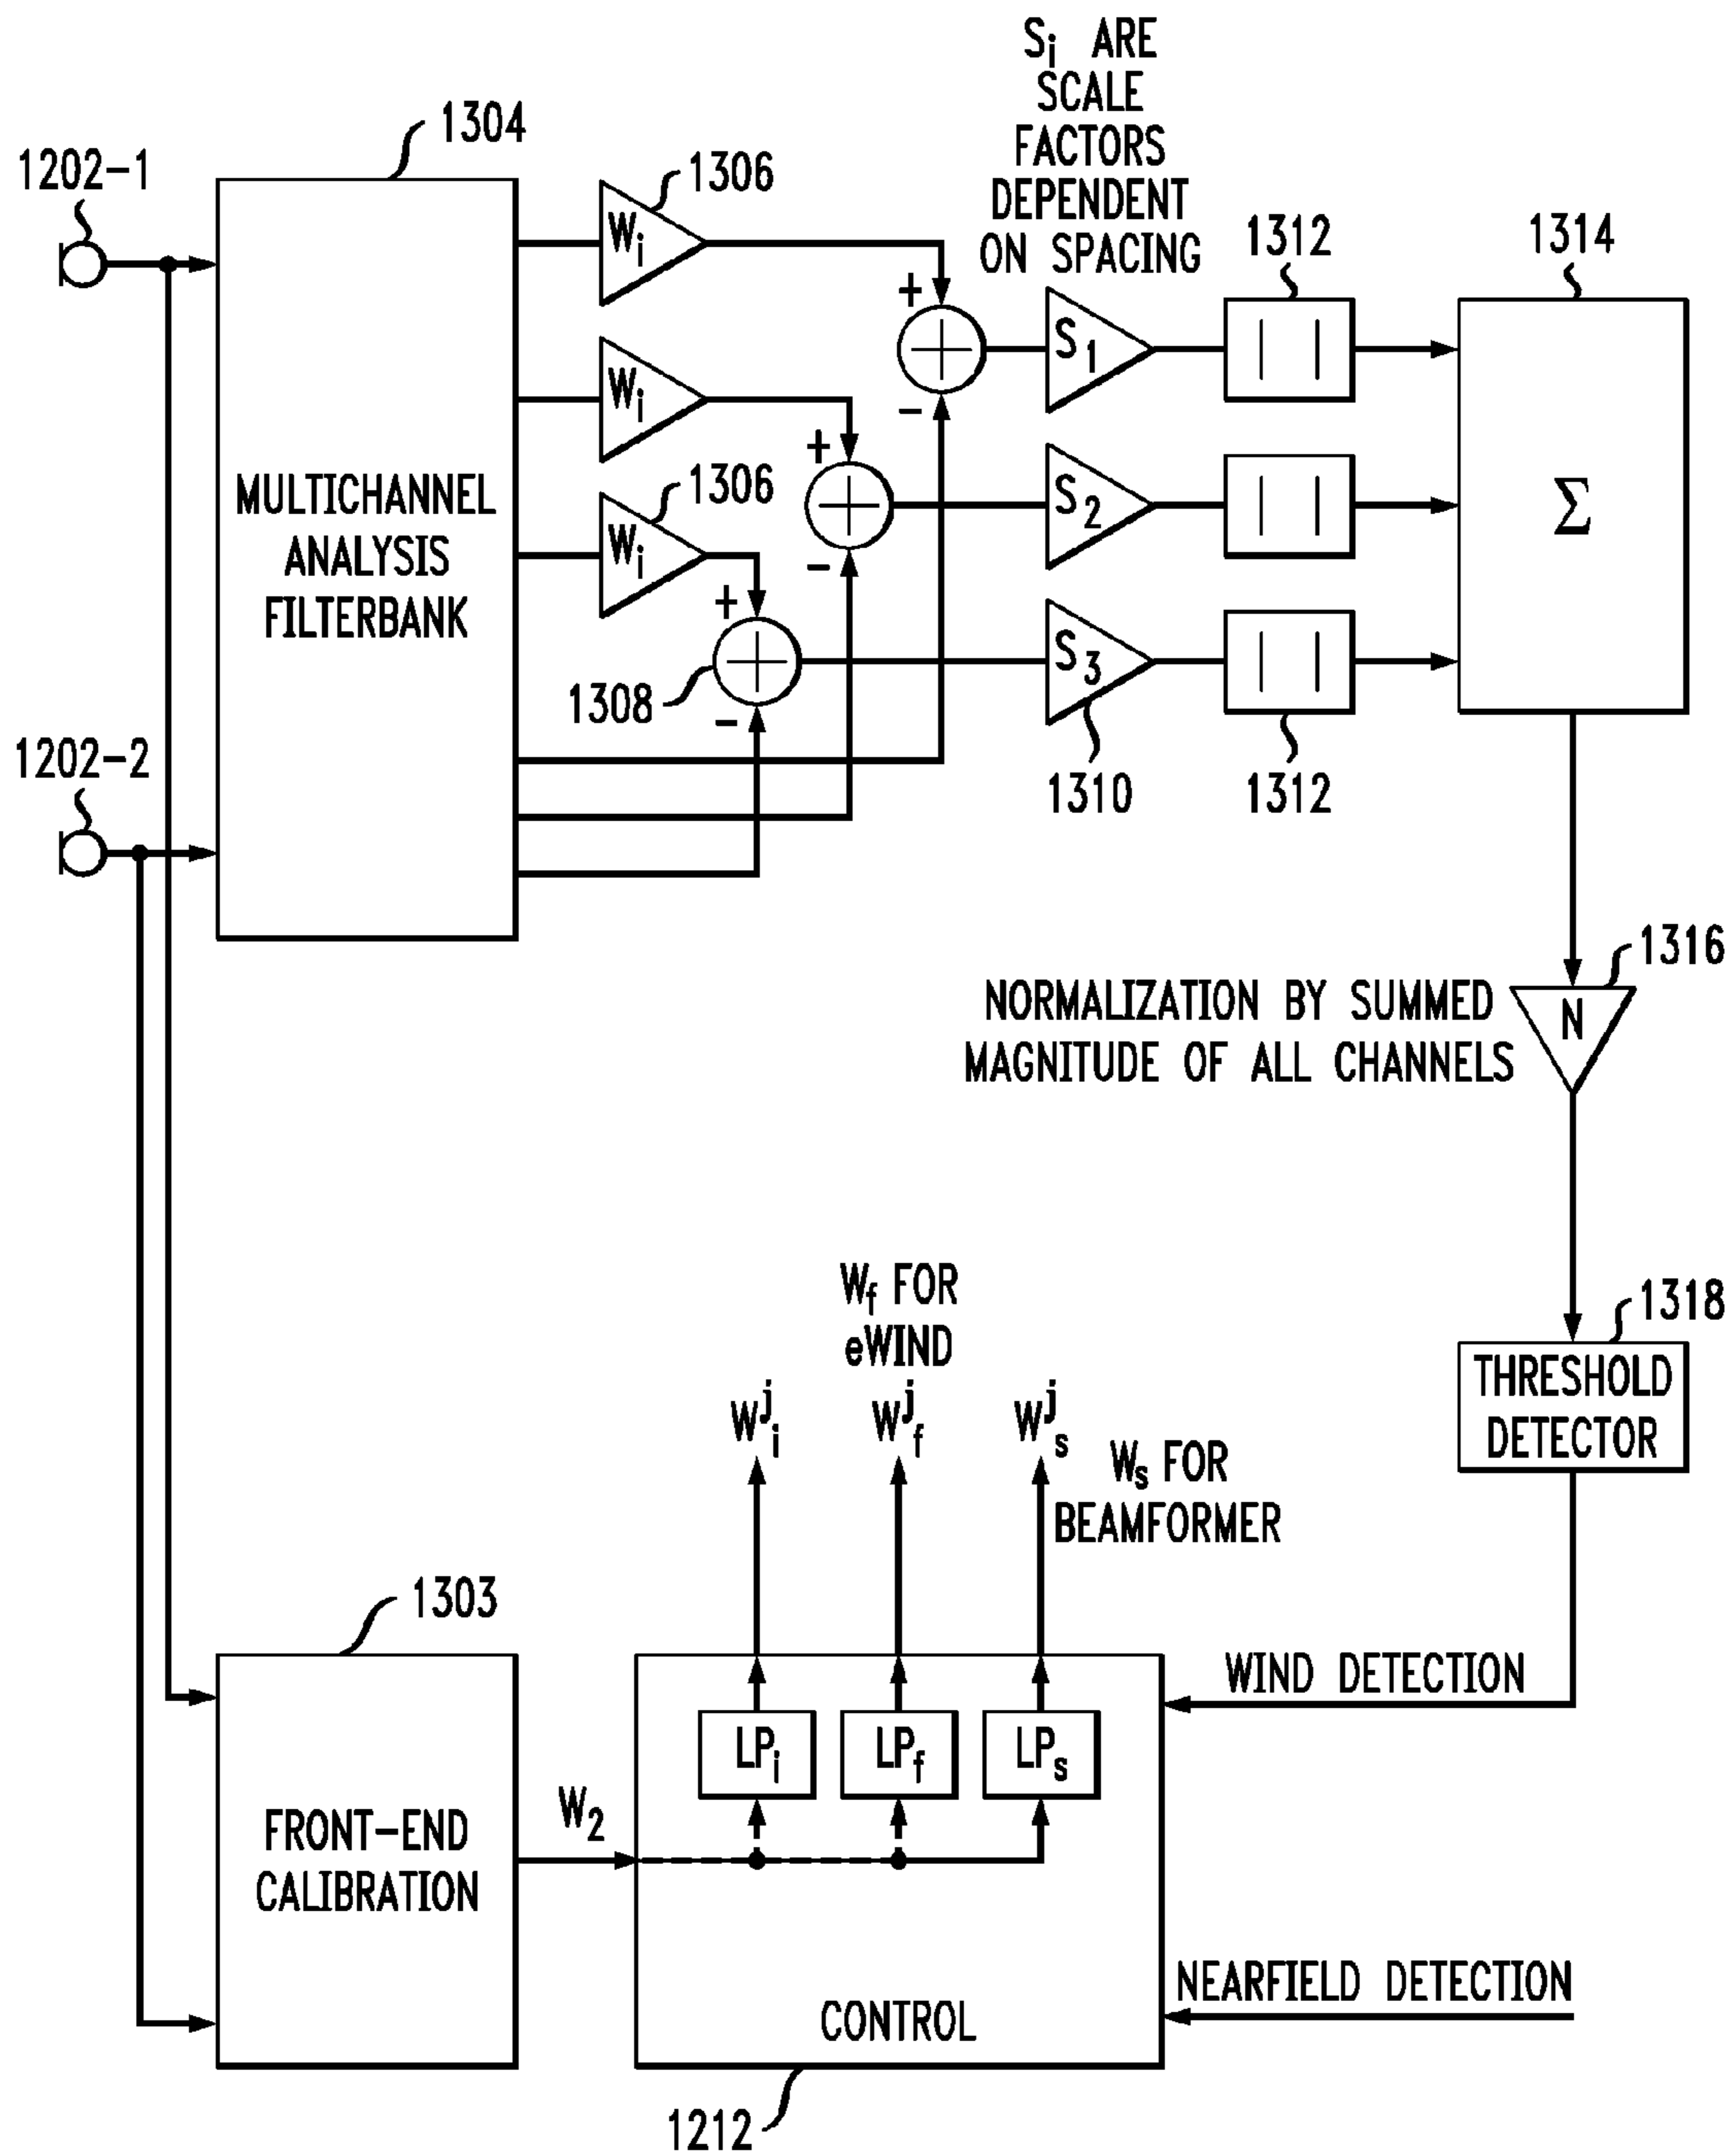 Si ARE
SCALE
FACTORS
DEPENDENT
ON SPACING
1304
1202-1
1306
Wi
1312
1314
+
-
S1
| |
Wi
+
-
S2
| |
Σ
MULTICHANNEL
ANALYSIS
FILTERBANK
1306
Wi
+
-
S3
| |
1308
1310
1312
1202-2
1316
NORMALIZATION BY SUMMED
MAGNITUDE OF ALL CHANNELS
N
Wf FOR
eWIND
1318
THRESHOLD
DETECTOR
Wji
Wjf
Wjs
Ws FOR
BEAMFORMER
1303
WIND DETECTION
LPi
LPf
LPs
FRONT-END
CALIBRATION
W2
NEARFIELD DETECTION
CONTROL
1212